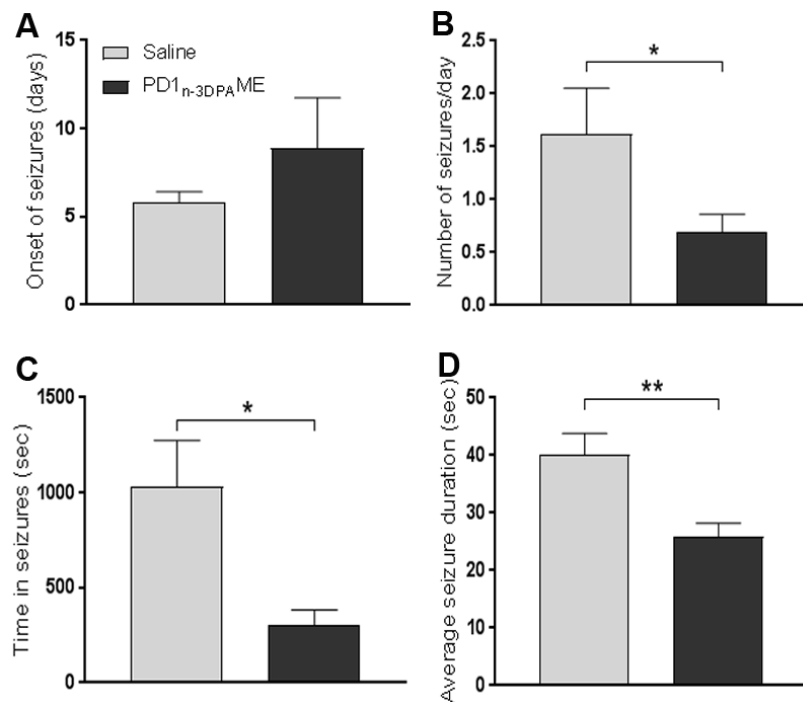 A
Onset of seizures (days)
15
10
5
0
Saline
PD1n-3DPAME
B
Number of seizures/day
2.5
2.0
1.5
1.0
0.5
0.0
*
C
Time in seizures (sec)
1500
1000
500
0
*
D
Average seizure duration (sec)
50
40
30
20
10
0
**